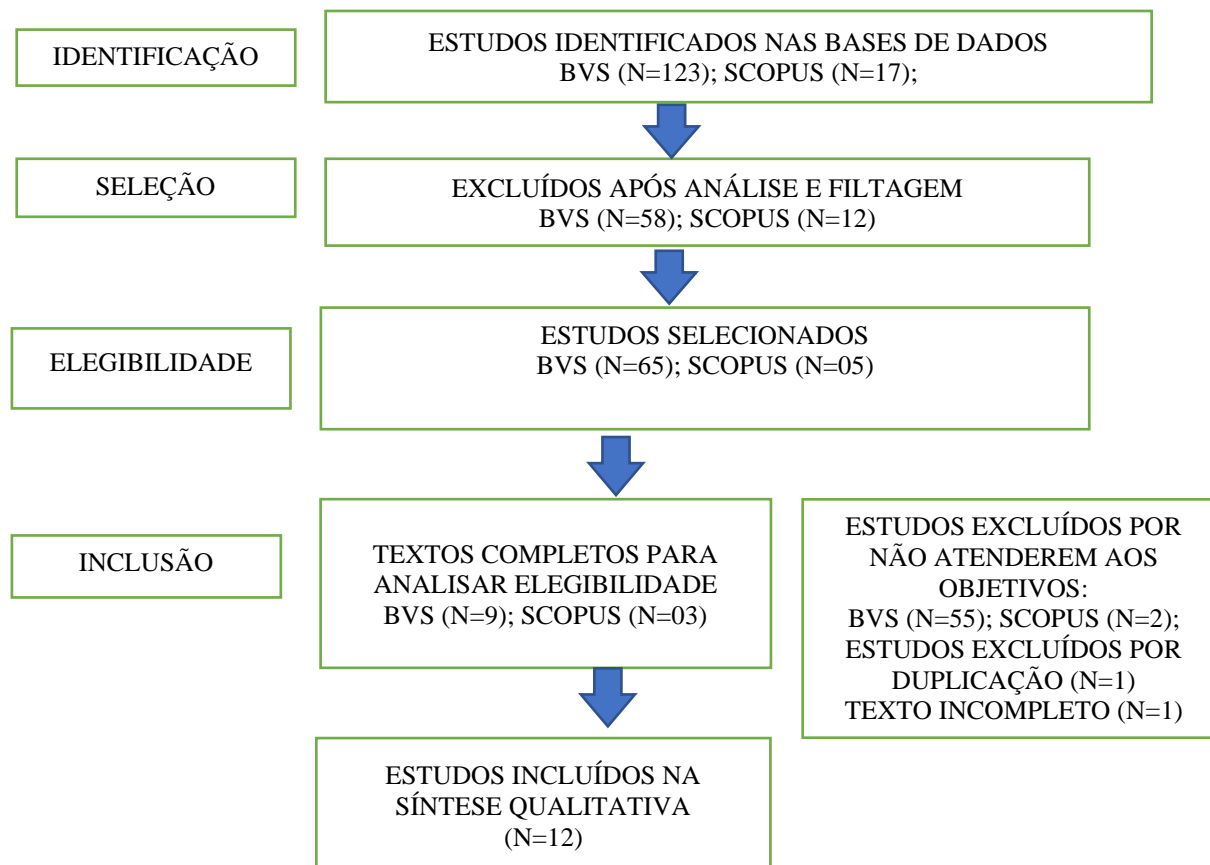 IDENTIFICAÇÃO
ESTUDOS IDENTIFICADOS NAS BASES DE DADOS
BVS (N=123); SCOPUS (N=17);
SELEÇÃO
EXCLUÍDOS APÓS ANÁLISE E FILTAGEM
BVS (N=58); SCOPUS (N=12)
ELEGIBILIDADE
ESTUDOS SELECIONADOS
BVS (N=65); SCOPUS (N=05)
INCLUSÃO
TEXTOS COMPLETOS PARA
ANALISAR ELEGIBILIDADE
BVS (N=9); SCOPUS (N=03)
ESTUDOS EXCLUÍDOS POR
NÃO ATENDEREM AOS
OBJETIVOS:
BVS (N=55); SCOPUS (N=2);
ESTUDOS EXCLUÍDOS POR
DUPLICAÇÃO (N=1)
TEXTO INCOMPLETO (N=1)
ESTUDOS INCLUÍDOS NA
SÍNTESE QUALITATIVA
(N=12)